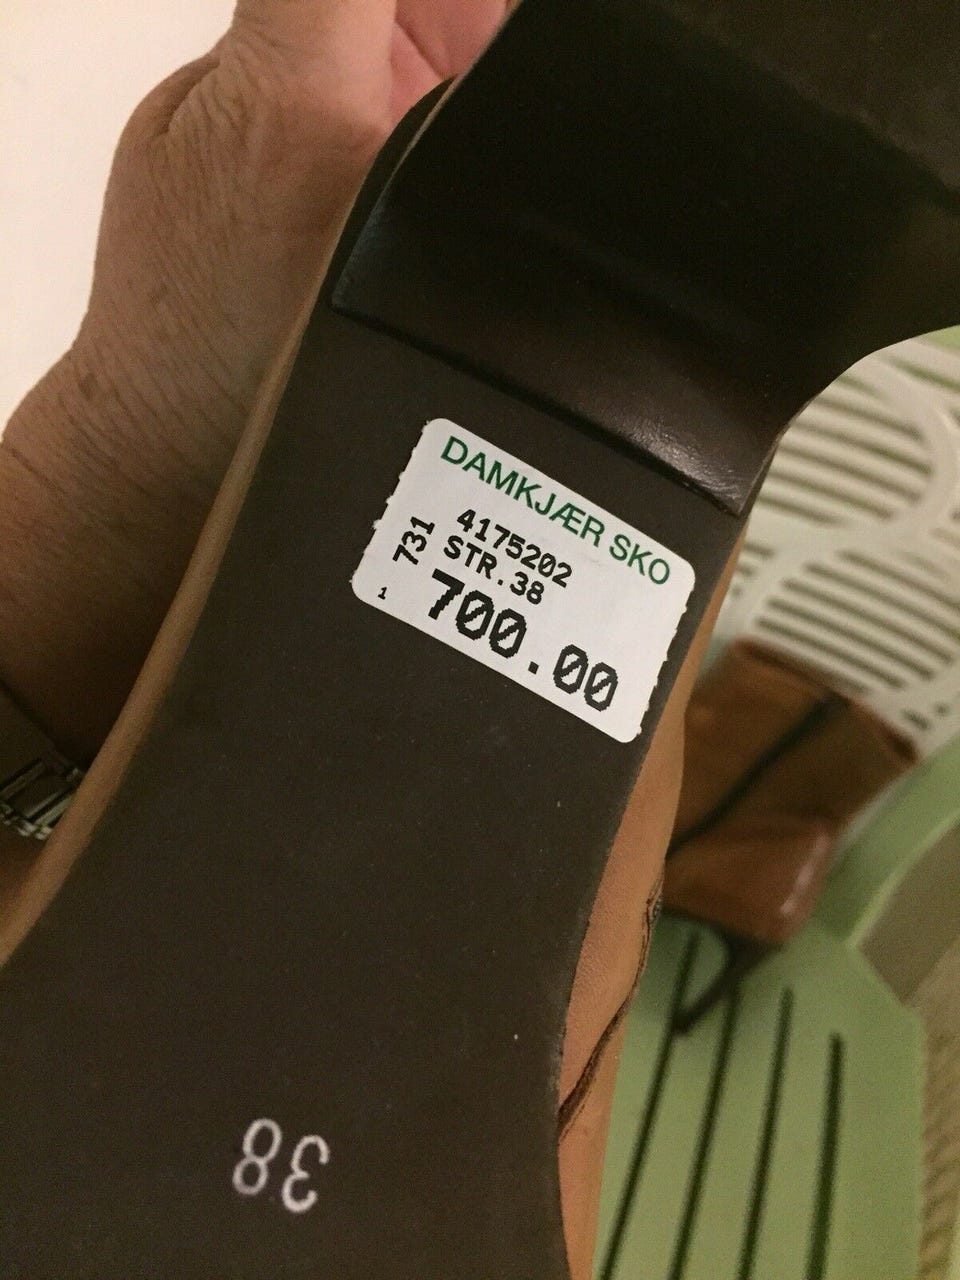 DAMKJÆR SKO
4175202
STR.38
731
1
700.00
38